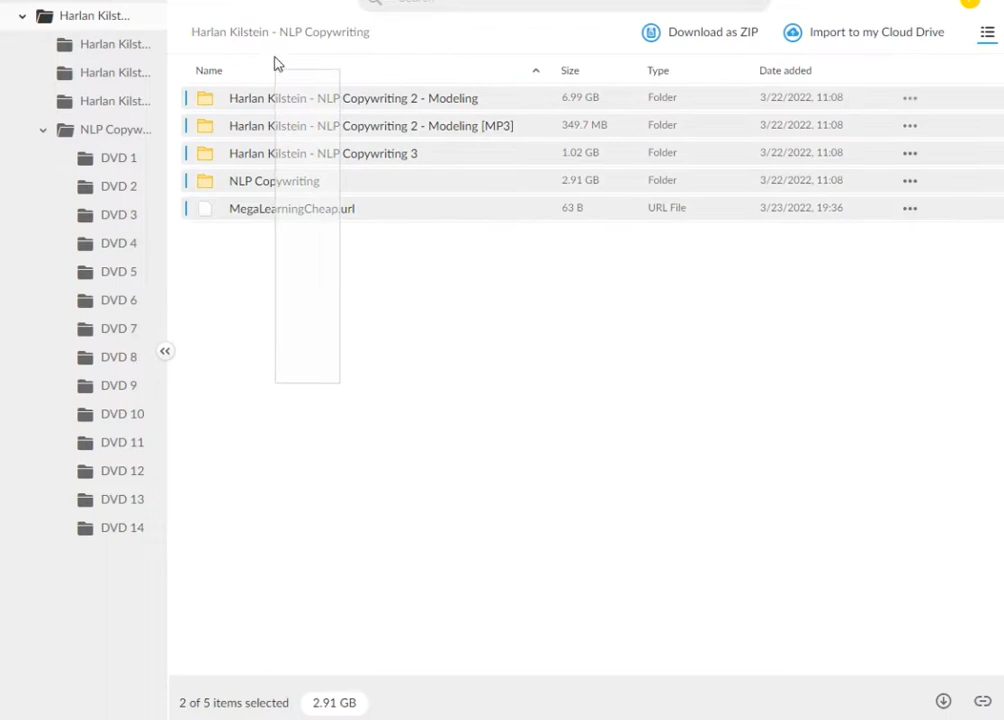 Harlan Kilst...
Harlan Kilst...
Harlan Kilst...
Harlan Kilst...
NLP Copyw...
DVD 1
DVD 2
DVD 3
DVD 4
DVD 5
DVD 6
DVD 7
DVD 8
DVD 9
DVD 10
DVD 11
DVD 12
DVD 13
DVD 14
Harlan Kilstein - NLP Copywriting
Download as ZIP
Import to my Cloud Drive
Name Size Type Date added
Harlan Kilstein - NLP Copywriting 2 - Modeling 6.99 GB Folder 3/22/2022, 11:08
Harlan Kilstein - NLP Copywriting 2 - Modeling [MP3] 349.7 MB Folder 3/22/2022, 11:08
Harlan Kilstein - NLP Copywriting 3 1.02 GB Folder 3/22/2022, 11:08
NLP Copywriting 2.91 GB Folder 3/22/2022, 11:08
MegaLearningCheap.url 63 B URL File 3/23/2022, 19:36
2 of 5 items selected 2.91 GB